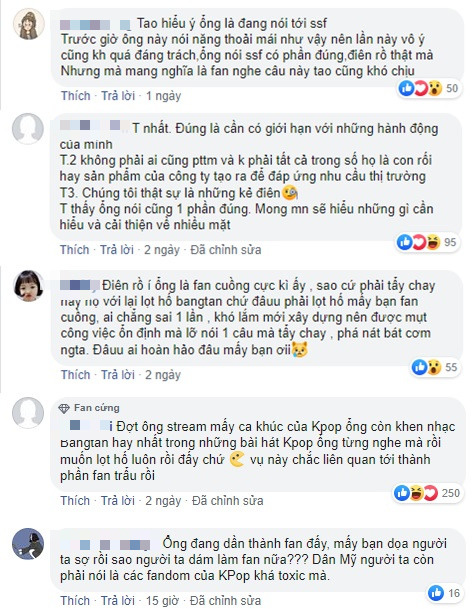 Tao hiểu ý ổng là đang nói tới ssf
Trước giờ ông này nói năng thoải mái như vậy nên lần này vô ý
cũng kh quá đáng trách,ổng nói ssf có phần đúng,điên rồ thật mà
Nhưng mà mang nghĩa là fan nghe câu này tao cũng khó chịu
50
Thích · Trả lời · 1 ngày
T nhất. Đúng là cần có giới hạn với những hành động
của mình
T.2 không phải ai cũng pttm và k phải tất cả trong số họ là con rối
hay sản phẩm của công ty tạo ra để đáp ứng nhu cầu thị trường
T3. Chúng tôi thật sự là những kẻ điên🧐
T thấy ổng nói cũng 1 phần đúng. Mong mn sẽ hiểu những gì cần
hiểu và cải thiện về nhiều mặt
95
Thích · Trả lời · 2 ngày · Đã chỉnh sửa
Điên rồ í ổng là fan cuồng cực kì ấy , sao cứ phải tẩy chay
họ với lại lọt hố bangtan chứ đâuu phải lọt hố mấy bạn fan
cuồng, ai chẳng sai 1 lần , khó lắm mới xây dựng nên được mụt
công việc ổn định mà lỡ nói 1 câu mà tẩy chay , phá nát bát cơm
ngta. Đâuu ai hoàn hảo đâu mấy bạn ơii😿
55
Thích · Trả lời · 2 ngày
Fan cứng
i Đợt ông stream mấy ca khúc của Kpop ổng còn khen nhạc
Bangtan hay nhất trong những bài hát Kpop ổng từng nghe mà rồi
muốn lọt hố luôn rồi đấy chứ vụ này chắc liên quan tới thành
phần fan trẩu rồi
250
Thích · Trả lời · 2 ngày · Đã chỉnh sửa
Ổng đang dần thành fan đấy, mấy bạn dọa người
ta sợ rồi sao người ta dám làm fan nữa??? Dân Mỹ người ta còn
phải nói là các fandom của KPop khá toxic mà.
16
Thích · Trả lời · 15 giờ · Đã chỉnh sửa